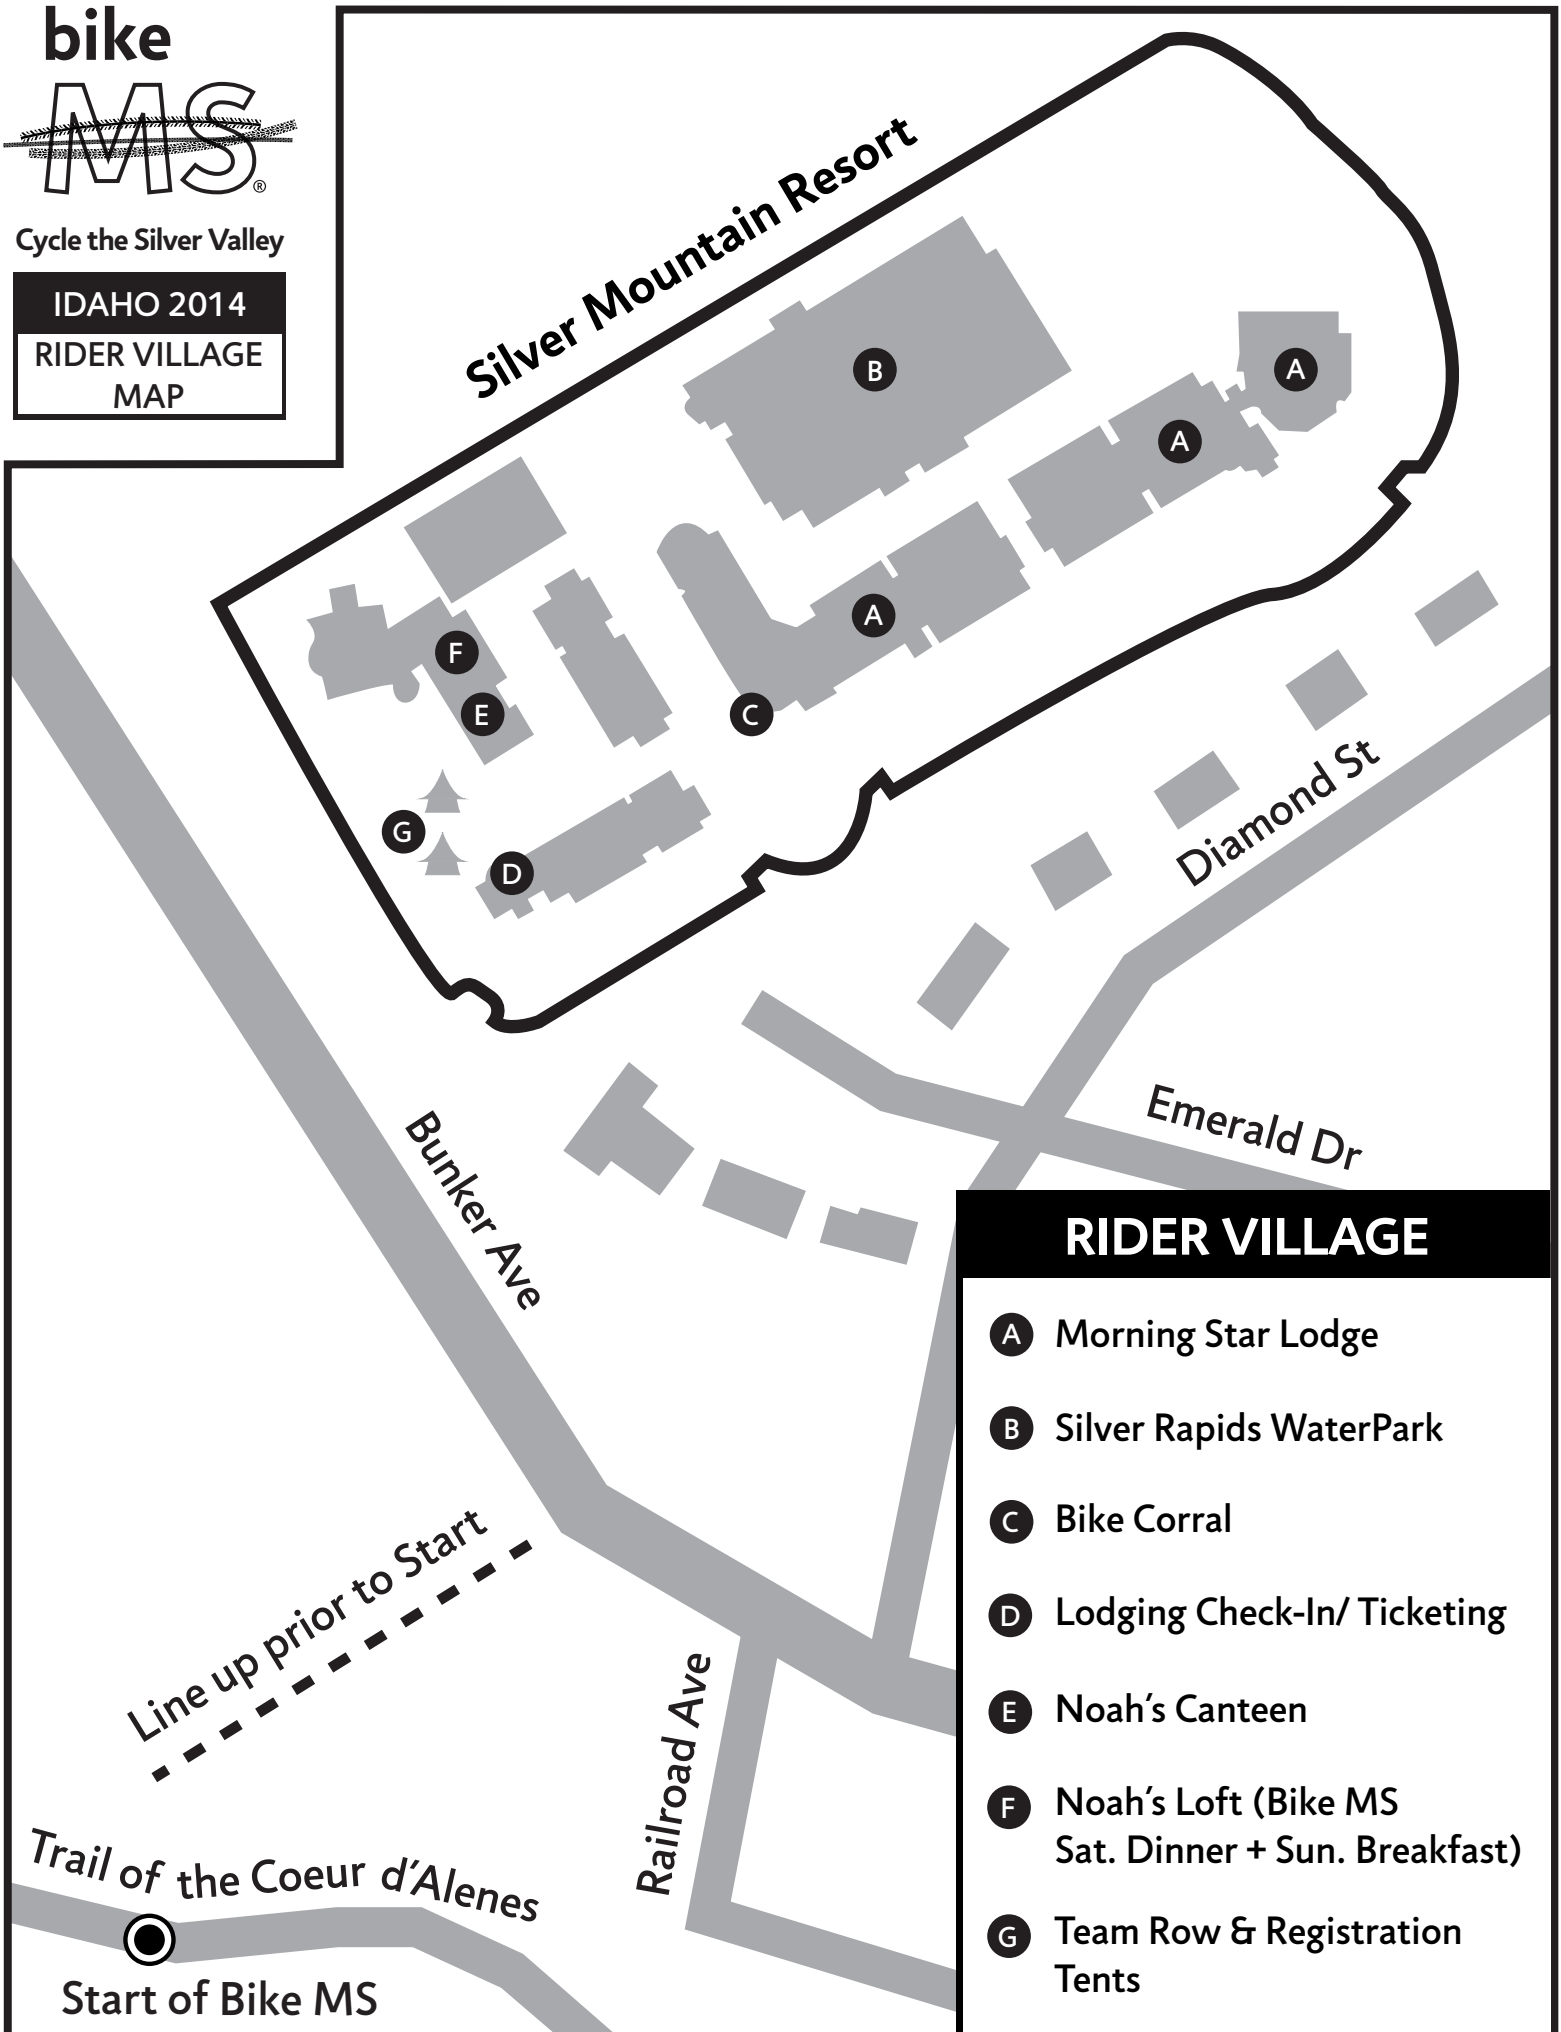 bike
MS®
Cycle the Silver Valley
IDAHO 2014
RIDER VILLAGE
MAP
Silver Mountain Resort
B
A
A
A
F
E
C
G
D
Diamond St
Emerald Dr
Bunker Ave
Line up prior to Start
Railroad Ave
Trail of the Coeur d’Alenes
Start of Bike MS
RIDER VILLAGE
A Morning Star Lodge
B Silver Rapids WaterPark
C Bike Corral
D Lodging Check-In/ Ticketing
E Noah’s Canteen
F Noah’s Loft (Bike MS
Sat. Dinner + Sun. Breakfast)
G Team Row & Registration
Tents